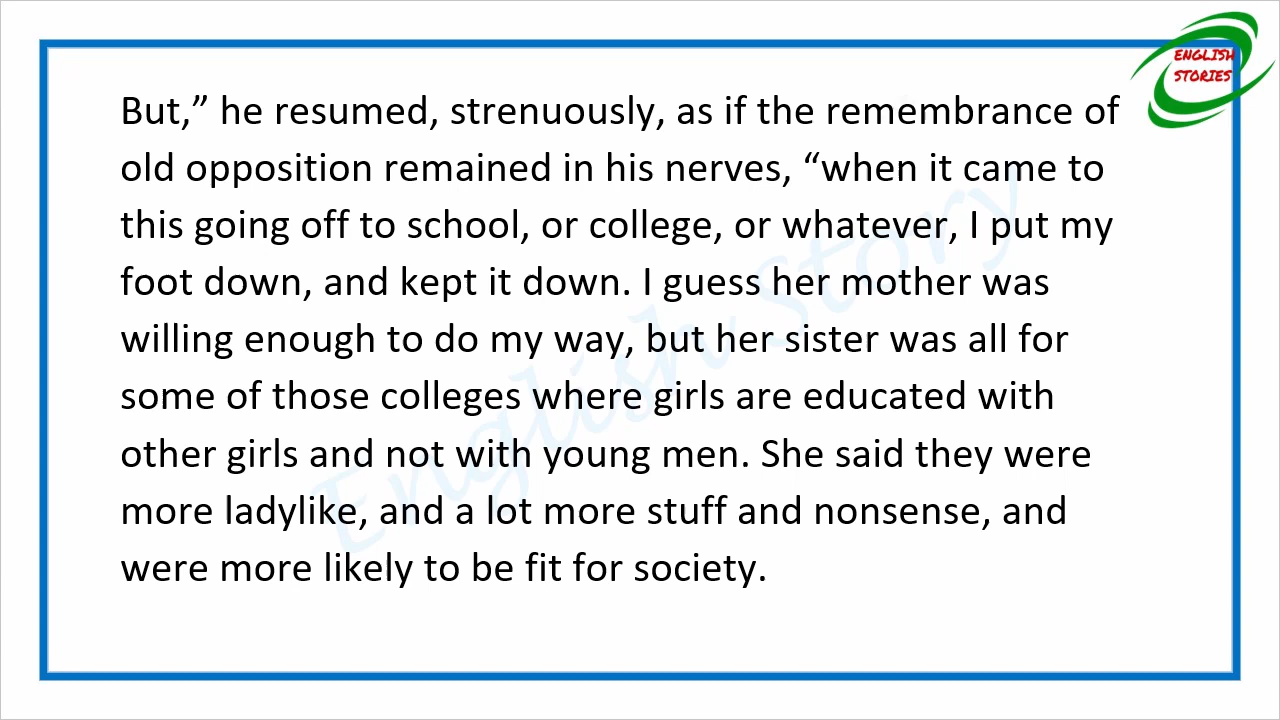 ENGLISH
STORIES
But,” he resumed, strenuously, as if the remembrance of
old opposition remained in his nerves, “when it came to
this going off to school, or college, or whatever, I put my
foot down, and kept it down. I guess her mother was
willing enough to do my way, but her sister was all for
some of those colleges where girls are educated with
other girls and not with young men. She said they were
more ladylike, and a lot more stuff and nonsense, and
were more likely to be fit for society.
English Story